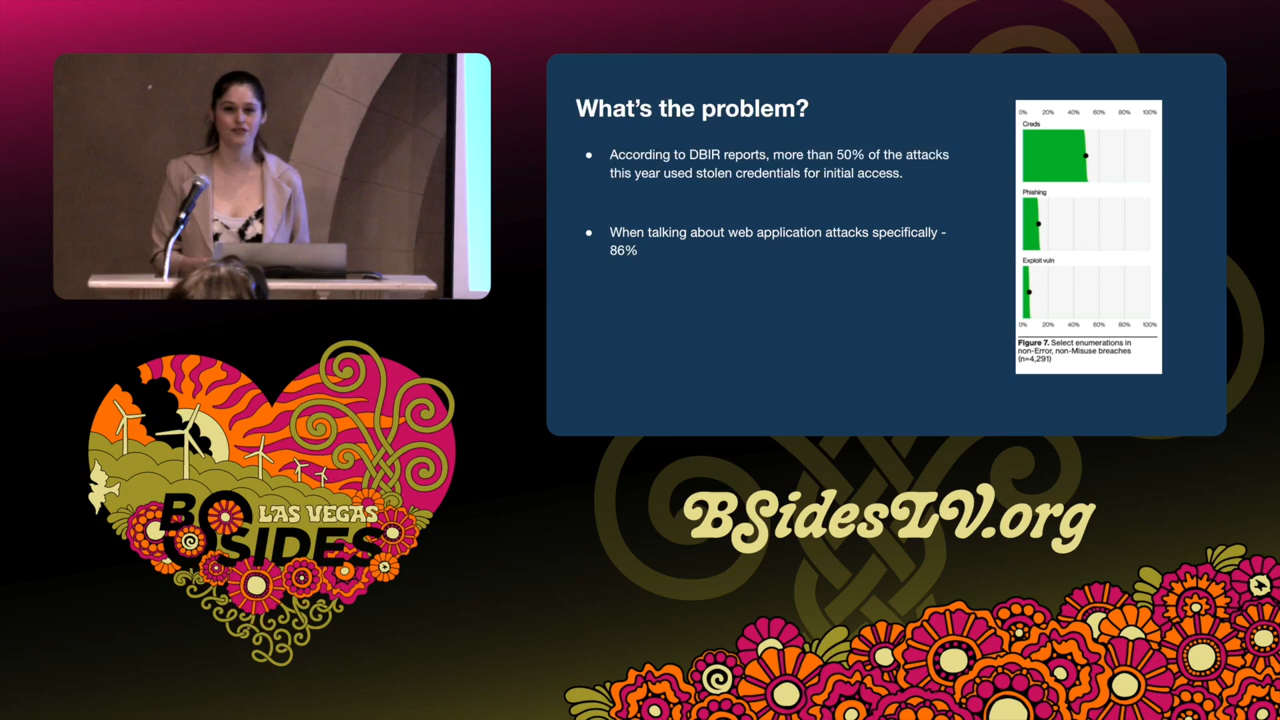 What's the problem?
● According to DBIR reports, more than 50% of the attacks
this year used stolen credentials for initial access.
● When talking about web application attacks specifically -
86%
0% 20% 40% 60% 80% 100%
Creds
Phishing
Exploit vuln
0% 20% 40% 60% 80% 100%
Figure 7. Select enumerations in
non-Error, non-Misuse breaches
(n=4,291)
BSIDES
LAS VEGAS
23
BSidesLV.org